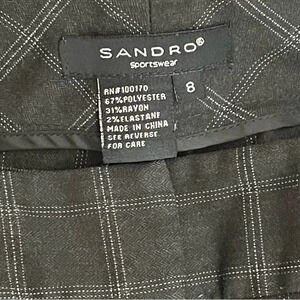 SANDRO®
Sportswear
RN#100170
67%POLYESTER
31%RAYON
2%ELASTANE
MADE IN CHINA
SEE REVERSE
FOR CARE
8